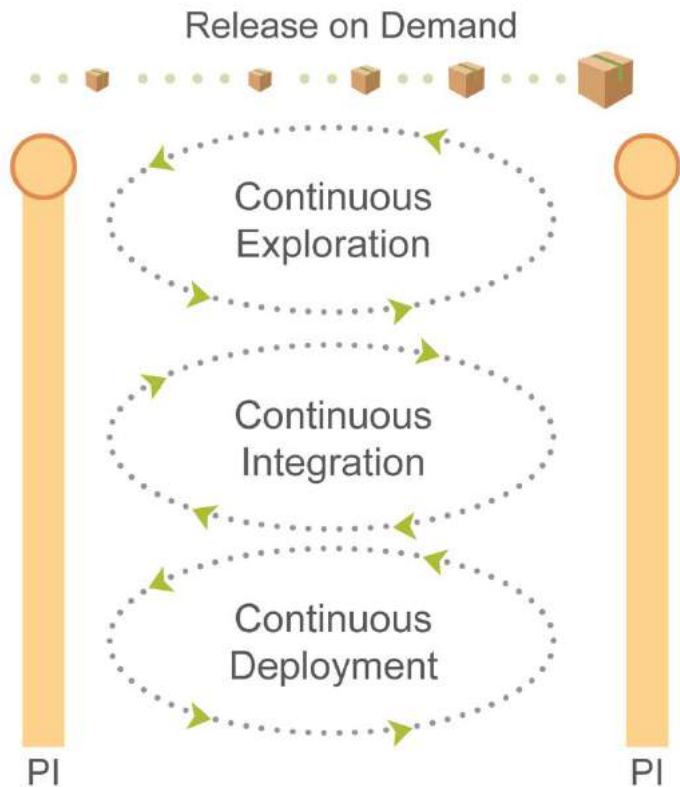 Release on Demand
Continuous
Exploration
Continuous
Integration
Continuous
Deployment
PI
PI